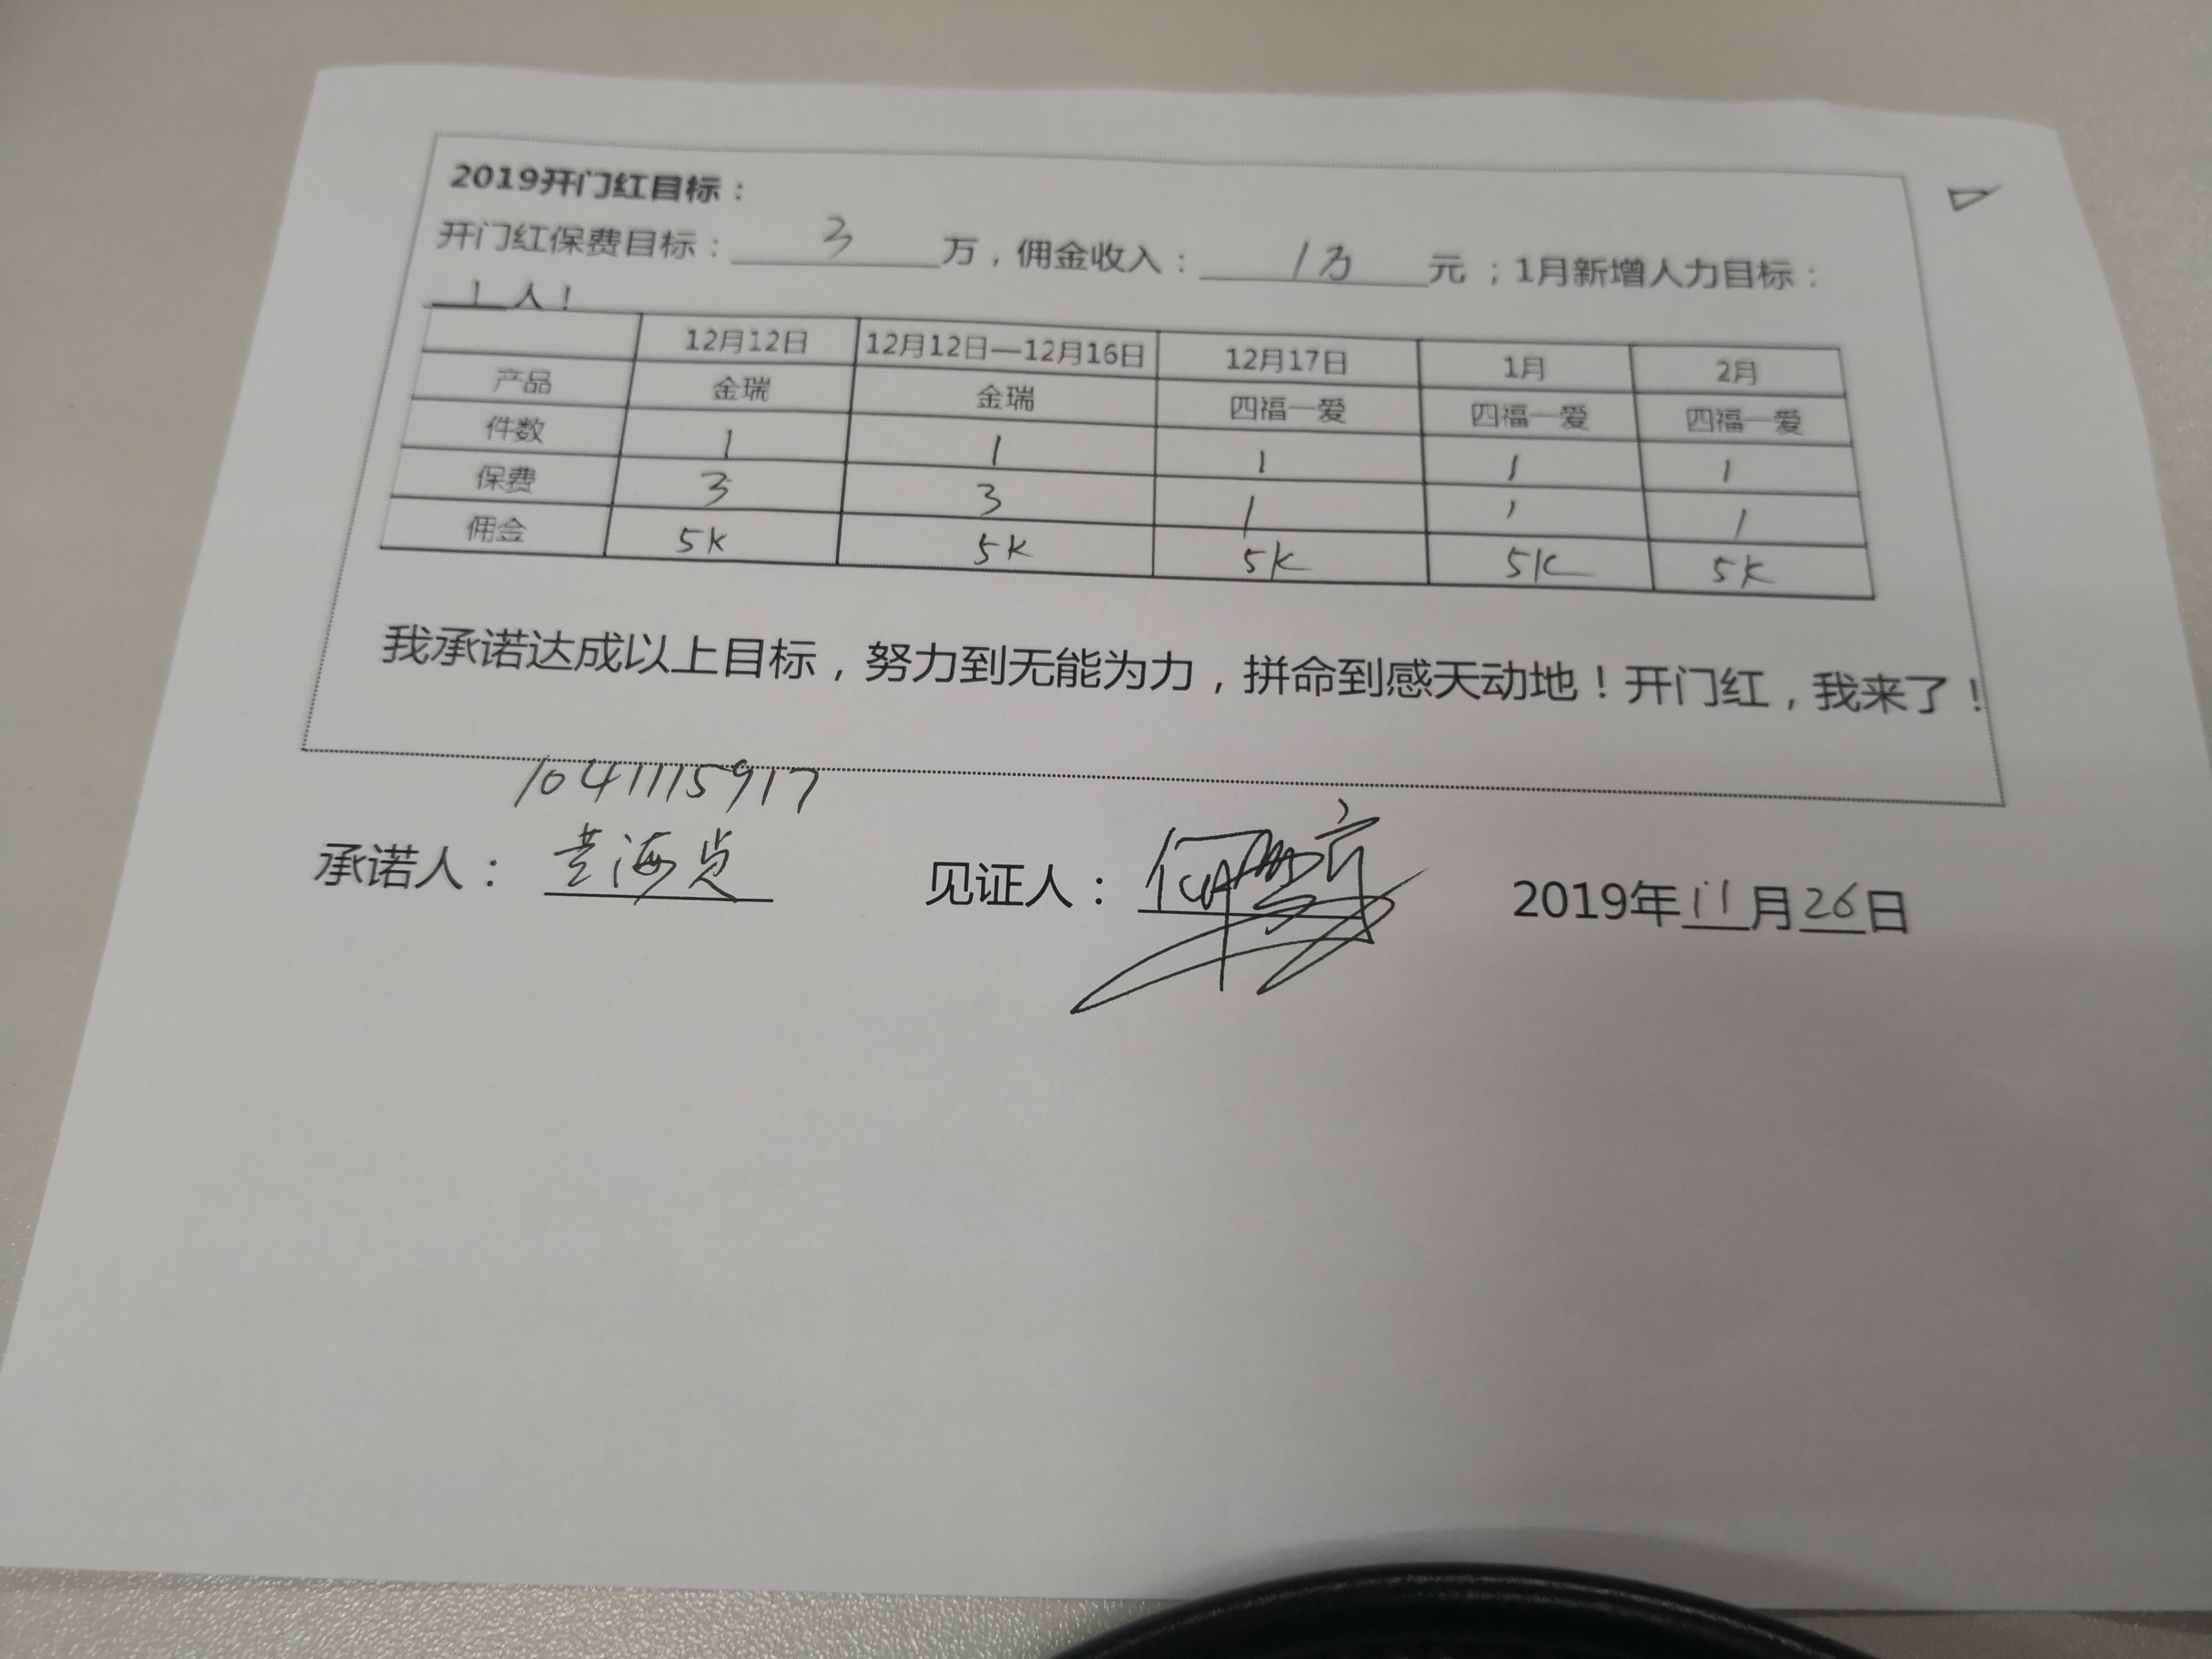 2019开门红目标：
开门红保费目标：3万，佣金收入：1万元；1月新增人力目标：
1人！
12月12日 12月12日—12月16日 12月17日 1月 2月
产品 金瑞 金瑞 四福一爱 四福一爱 四福一爱
件数 1 1 1 1 1
保费 3 3 1 1 1
佣金 5K 5K 5K 5K 5K
我承诺达成以上目标，努力到无能为力，拼命到感天动地！开门红，我来了！
1041115917
承诺人：黄海贞 见证人：何 2019年11月26日